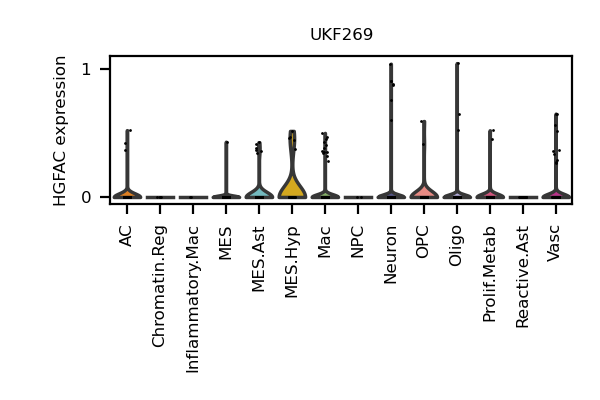 UKF269
HGFAC expression
1
0
AC
Chromatin.Reg
Inflammatory.Mac
MES
MES.Ast
MES.Hyp
Mac
NPC
Neuron
OPC
Oligo
Prolif.Metab
Reactive.Ast
Vasc